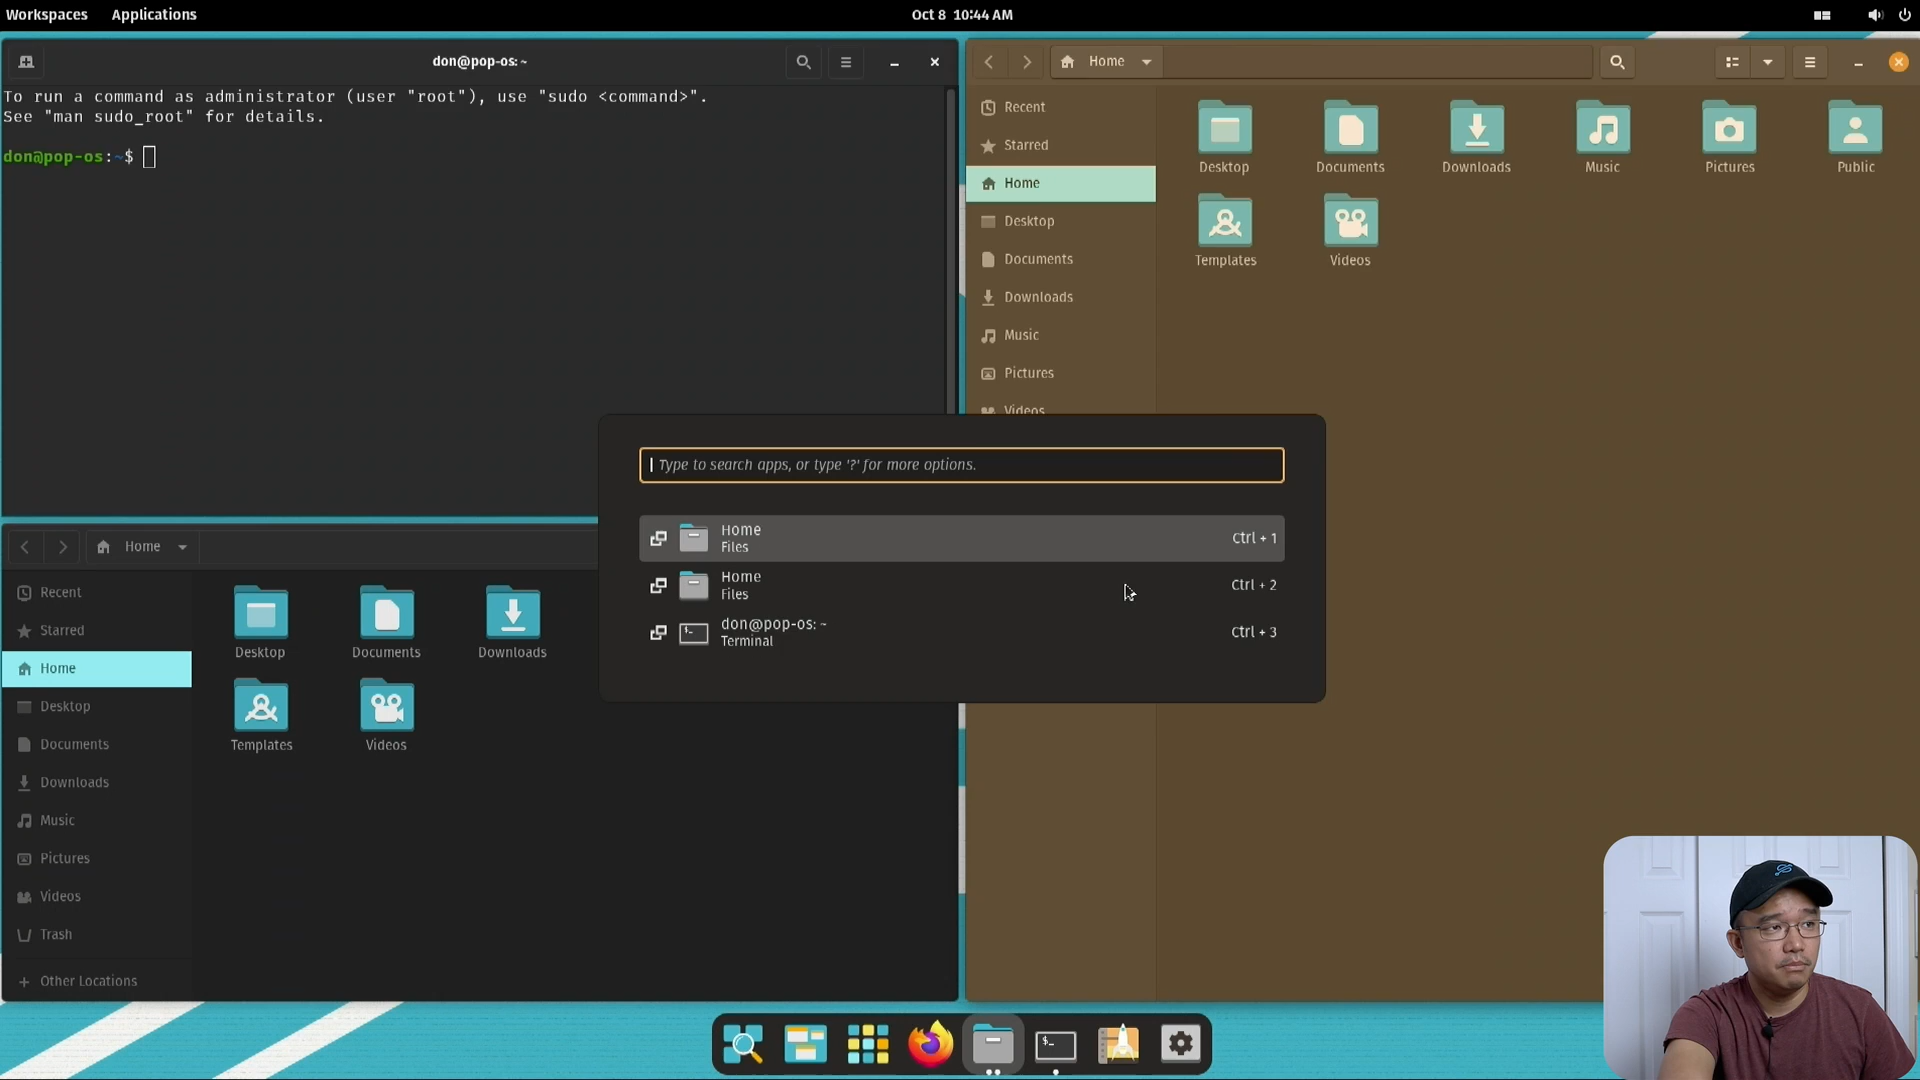 Workspaces Applications Oct 8 10:44 AM
don@pop-os: ~
To run a command as administrator (user "root"), use "sudo <command>".
See "man sudo_root" for details.
don@pop-os:~$
Home
Recent
Starred
Home
Desktop
Documents
Downloads
Music
Pictures
Videos
Desktop Documents Downloads Music Pictures Public
Templates Videos
Type to search apps, or type '?' for more options.
Home
Files
Ctrl + 1
Home
Files
Ctrl + 2
don@pop-os: ~
Terminal
Ctrl + 3
Home
Recent
Starred
Home
Desktop
Documents
Downloads
Music
Pictures
Videos
Trash
Other Locations
Desktop Documents Downloads
Templates Videos